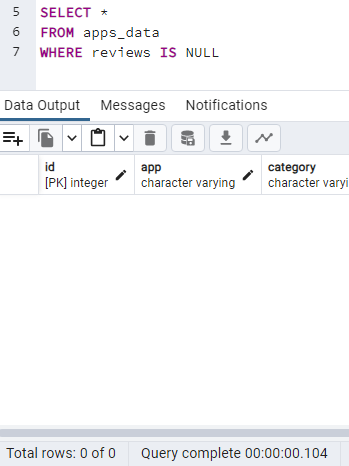 5 SELECT *
6 FROM apps_data
7 WHERE reviews IS NULL
Data Output Messages Notifications
id app category
[PK] integer character varying character varyi
Total rows: 0 of 0 Query complete 00:00:00.104